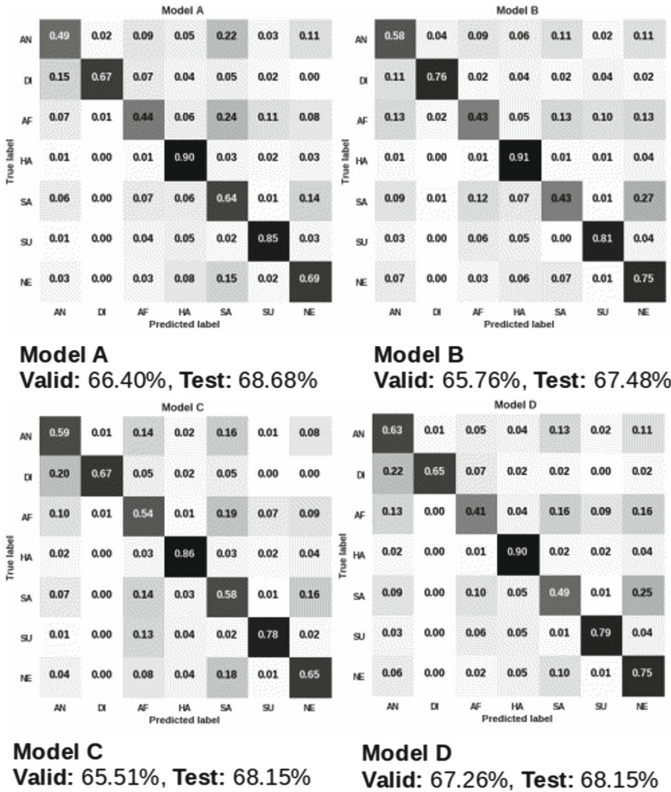 Model A
AN 0.49 0.02 0.09 0.05 0.22 0.03 0.11
DI 0.15 0.67 0.07 0.04 0.05 0.02 0.00
AF 0.07 0.01 0.44 0.06 0.24 0.11 0.08
HA 0.01 0.00 0.01 0.90 0.03 0.02 0.03
SA 0.06 0.00 0.07 0.06 0.64 0.01 0.14
SU 0.01 0.00 0.04 0.05 0.02 0.85 0.03
NE 0.03 0.00 0.03 0.08 0.15 0.02 0.69
True label
AN DI AF HA SA SU NE
Predicted label
Model A
Valid: 66.40%, Test: 68.68%
Model B
AN 0.58 0.04 0.09 0.06 0.11 0.02 0.11
DI 0.11 0.76 0.02 0.04 0.02 0.04 0.02
AF 0.13 0.02 0.43 0.05 0.13 0.10 0.13
HA 0.01 0.00 0.01 0.91 0.01 0.01 0.04
SA 0.09 0.01 0.12 0.07 0.43 0.01 0.27
SU 0.03 0.00 0.06 0.05 0.00 0.81 0.04
NE 0.07 0.00 0.03 0.06 0.07 0.01 0.75
True label
AN DI AF HA SA SU NE
Predicted label
Model B
Valid: 65.76%, Test: 67.48%
Model C
AN 0.59 0.01 0.14 0.02 0.16 0.01 0.08
DI 0.20 0.67 0.05 0.02 0.05 0.00 0.00
AF 0.10 0.01 0.54 0.01 0.19 0.07 0.09
HA 0.02 0.00 0.03 0.86 0.03 0.02 0.04
SA 0.07 0.00 0.14 0.03 0.58 0.01 0.16
SU 0.01 0.00 0.13 0.04 0.02 0.78 0.02
NE 0.04 0.00 0.08 0.04 0.18 0.01 0.65
True label
AN DI AF HA SA SU NE
Predicted label
Model C
Valid: 65.51%, Test: 68.15%
Model D
AN 0.63 0.01 0.05 0.04 0.13 0.02 0.11
DI 0.22 0.65 0.07 0.02 0.02 0.00 0.02
AF 0.13 0.00 0.41 0.04 0.16 0.09 0.16
HA 0.02 0.00 0.01 0.90 0.02 0.02 0.04
SA 0.09 0.00 0.10 0.05 0.49 0.01 0.25
SU 0.03 0.00 0.06 0.05 0.01 0.79 0.04
NE 0.06 0.00 0.02 0.05 0.10 0.01 0.75
True label
AN DI AF HA SA SU NE
Predicted label
Model D
Valid: 67.26%, Test: 68.15%